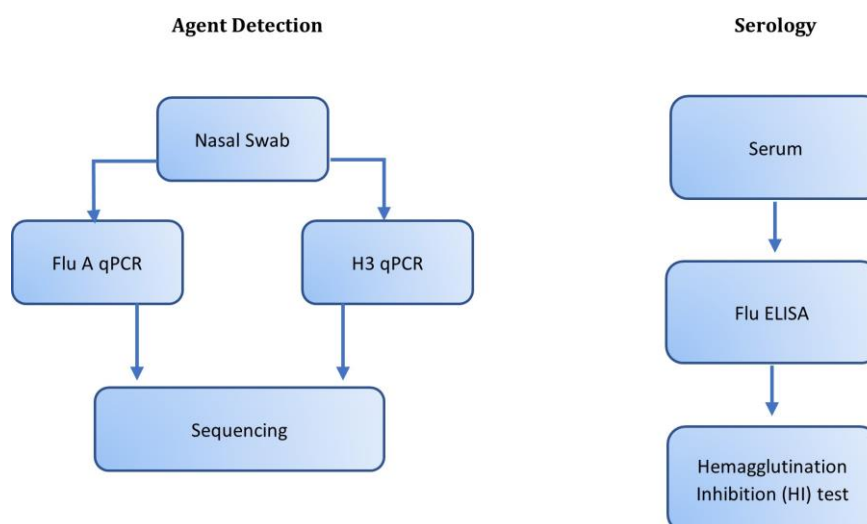 Agent Detection
Serology
Nasal Swab
Serum
Flu A qPCR
H3 qPCR
Flu ELISA
Sequencing
Hemagglutination
Inhibition (HI) test